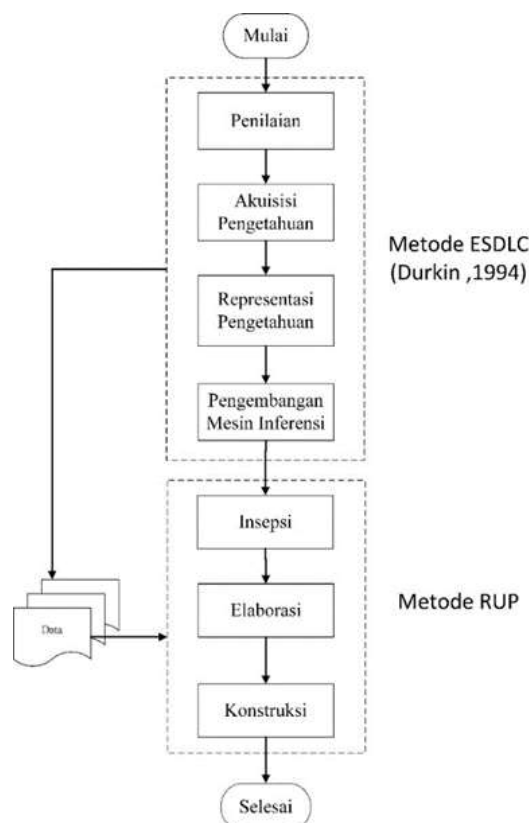 Mulai
Penilaian
Akuisisi
Pengetahuan
Representasi
Pengetahuan
Pengembangan
Mesin Inferensi
Metode ESDLC
(Durkin ,1994)
Insepsi
Elaborasi
Konstruksi
Metode RUP
Data
Selesai